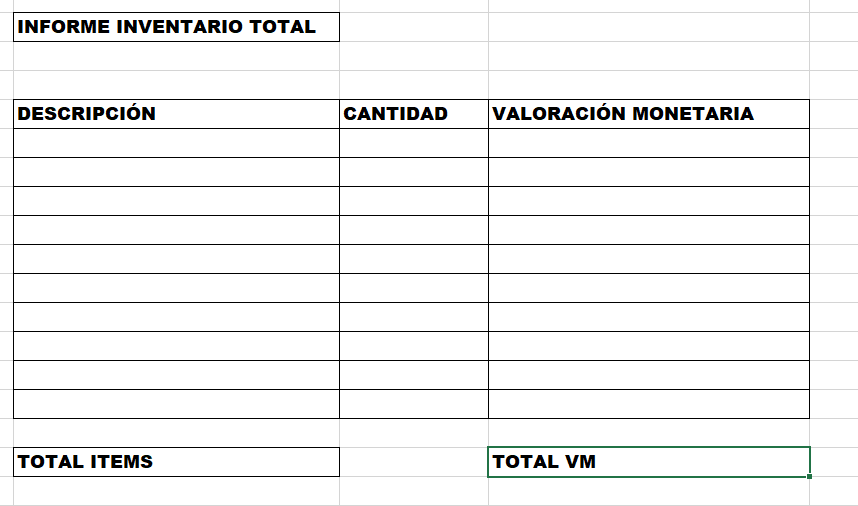 INFORME INVENTARIO TOTAL
DESCRIPCIÓN CANTIDAD VALORACIÓN MONETARIA
TOTAL ITEMS TOTAL VM